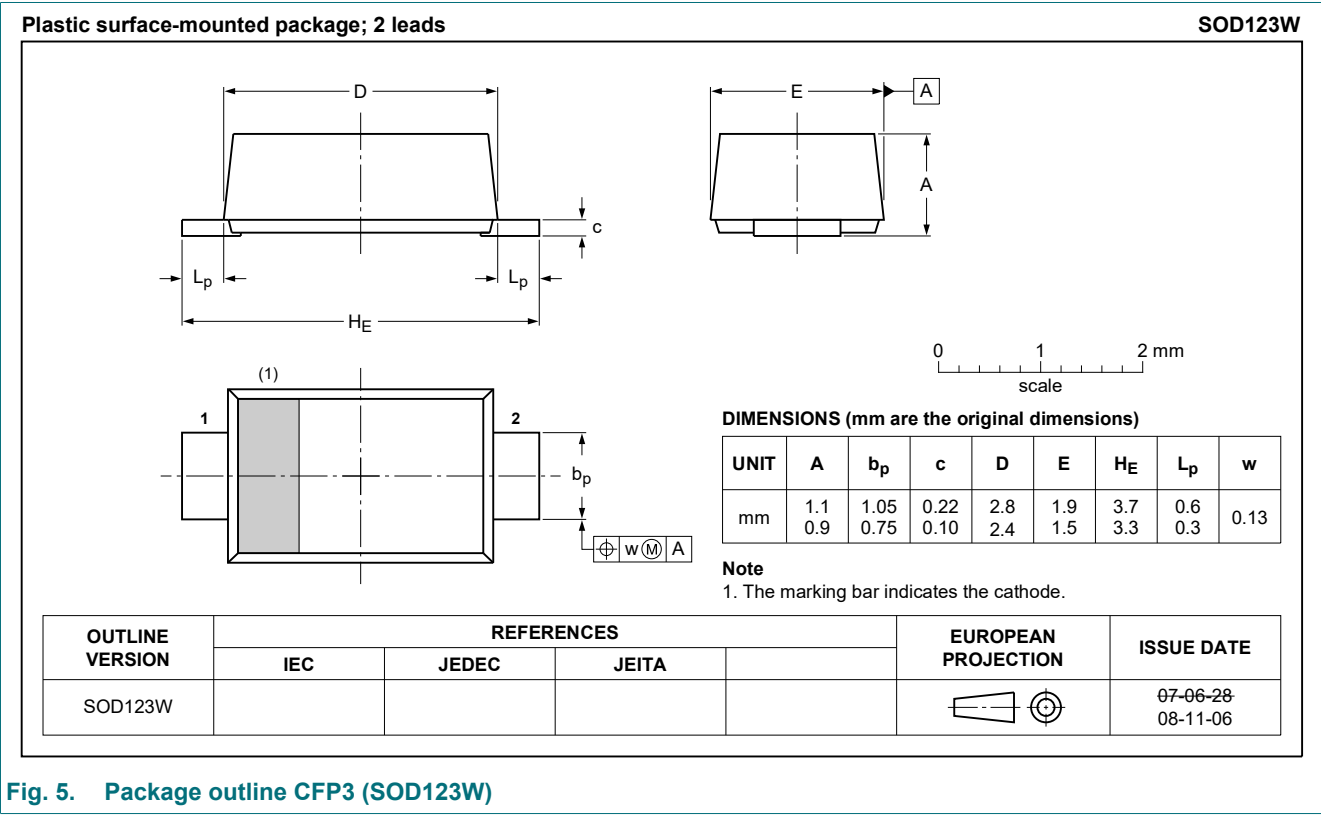 Plastic surface-mounted package; 2 leads SOD123W
D
E
A
A
c
Lp Lp
HE
0 1 2 mm
scale
(1)
1 2
bp
w M A
DIMENSIONS (mm are the original dimensions)
UNIT A bp c D E HE Lp w
mm 1.1 1.05 0.22 2.8 1.9 3.7 0.6 0.13
0.9 0.75 0.10 2.4 1.5 3.3 0.3
Note
1. The marking bar indicates the cathode.
OUTLINE VERSION REFERENCES EUROPEAN PROJECTION ISSUE DATE
IEC JEDEC JEITA
SOD123W 07-06-28
08-11-06
Fig. 5. Package outline CFP3 (SOD123W)